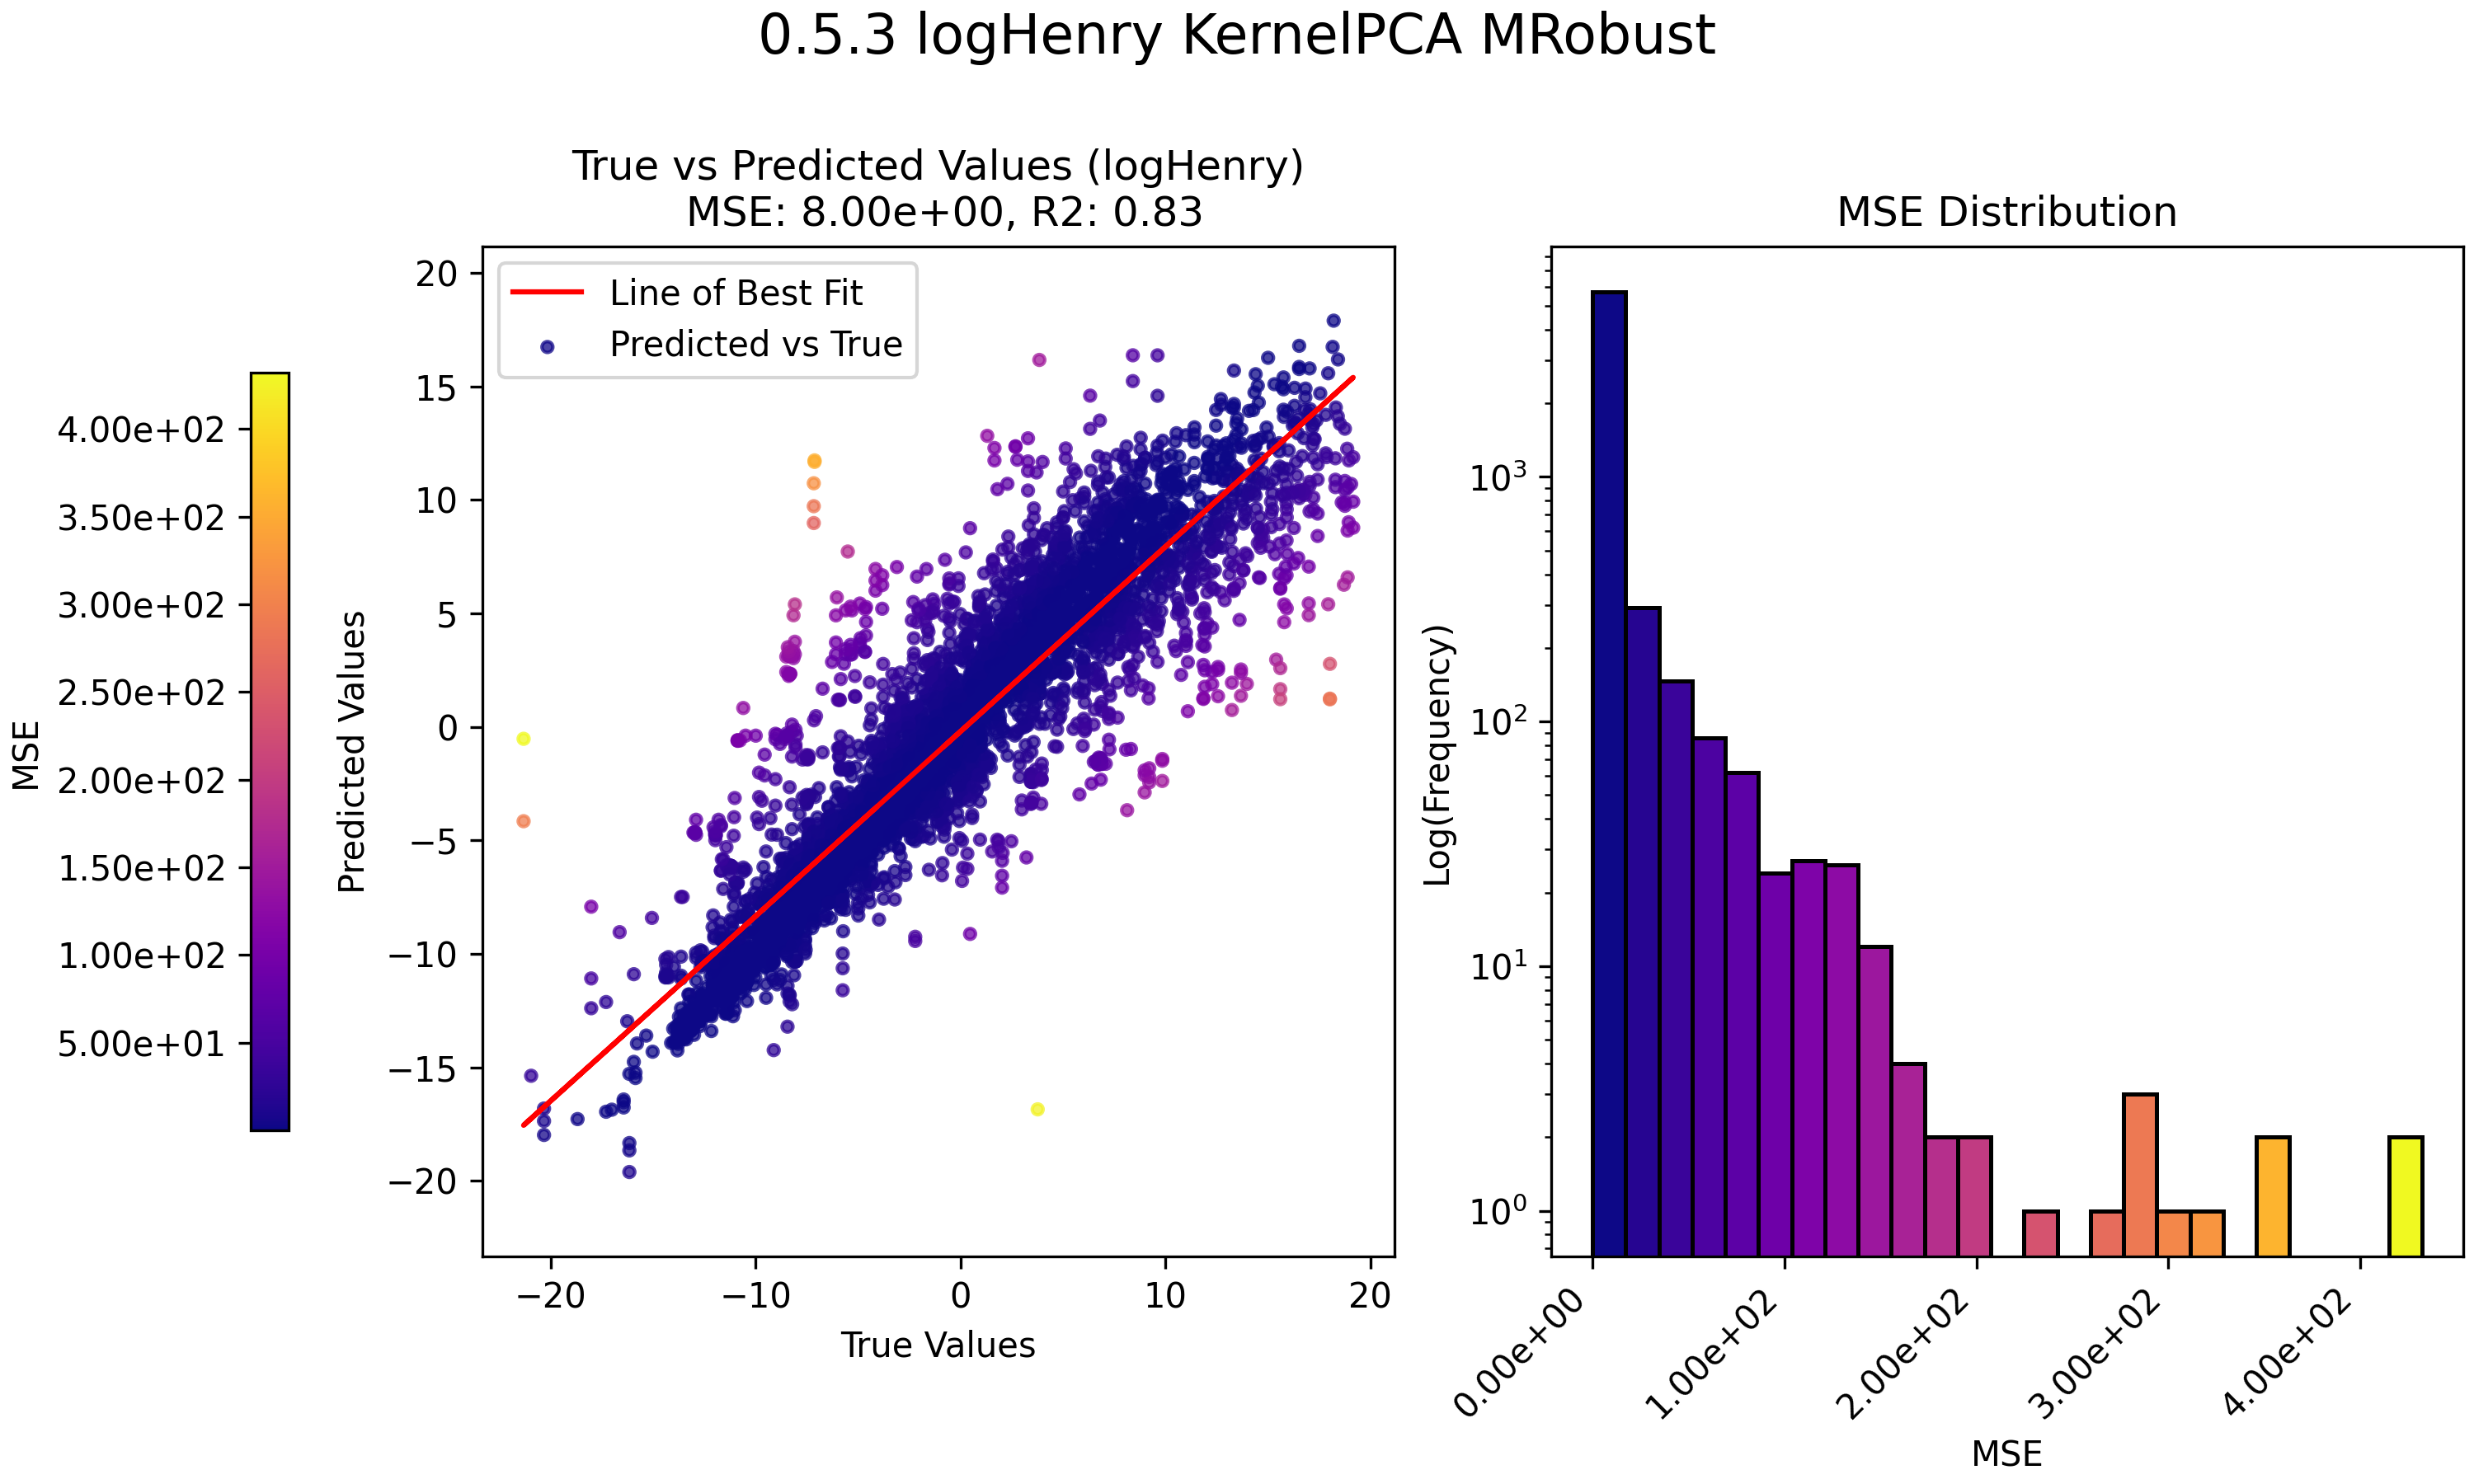 0.5.3 logHenry KernelPCA MRobust
MSE
4.00e+02
3.50e+02
3.00e+02
2.50e+02
2.00e+02
1.50e+02
1.00e+02
5.00e+01
True vs Predicted Values (logHenry)
MSE: 8.00e+00, R2: 0.83
Line of Best Fit
Predicted vs True
Predicted Values
20
15
10
5
0
−5
−10
−15
−20
−20
−10
0
10
20
True Values
MSE Distribution
Log(Frequency)
10³
10²
10¹
10⁰
0.00e+00
1.00e+02
2.00e+02
3.00e+02
4.00e+02
MSE